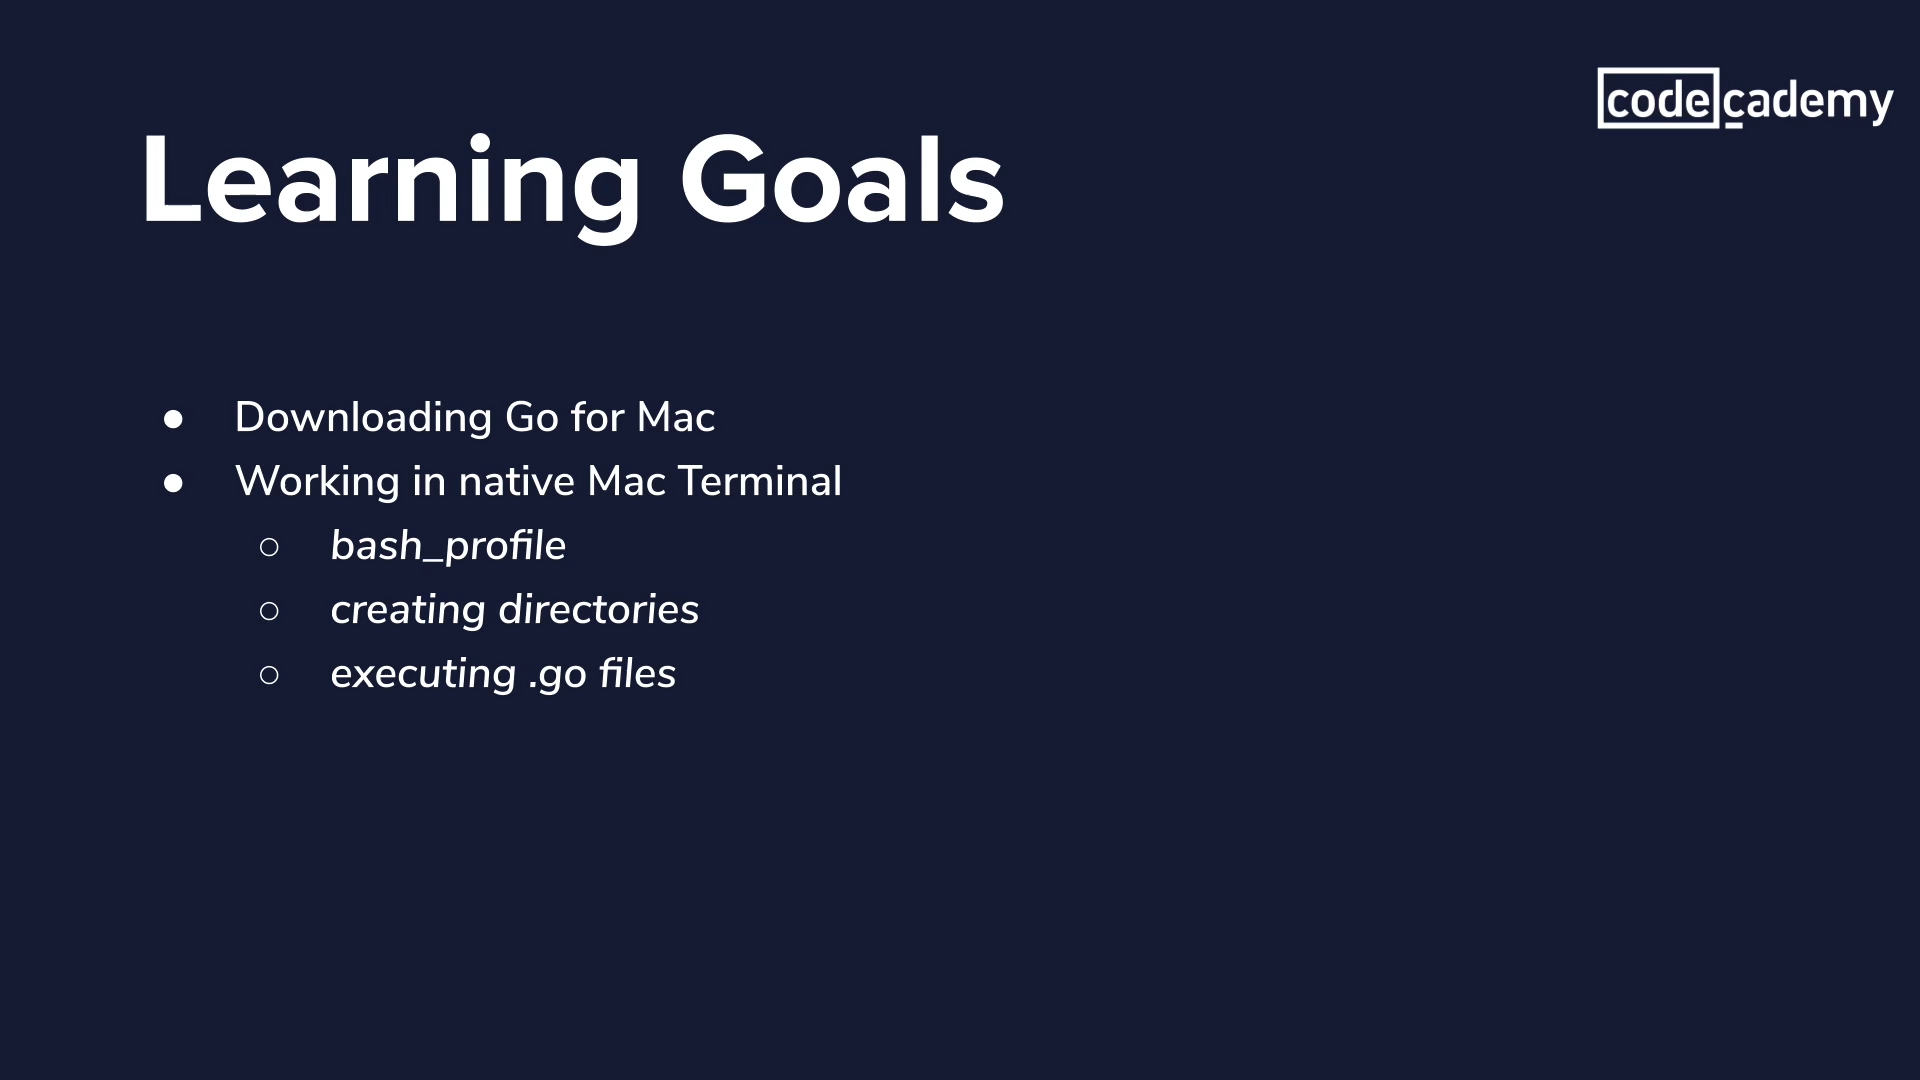 codecademy
Learning Goals
● Downloading Go for Mac
● Working in native Mac Terminal
○ bash_profile
○ creating directories
○ executing .go files